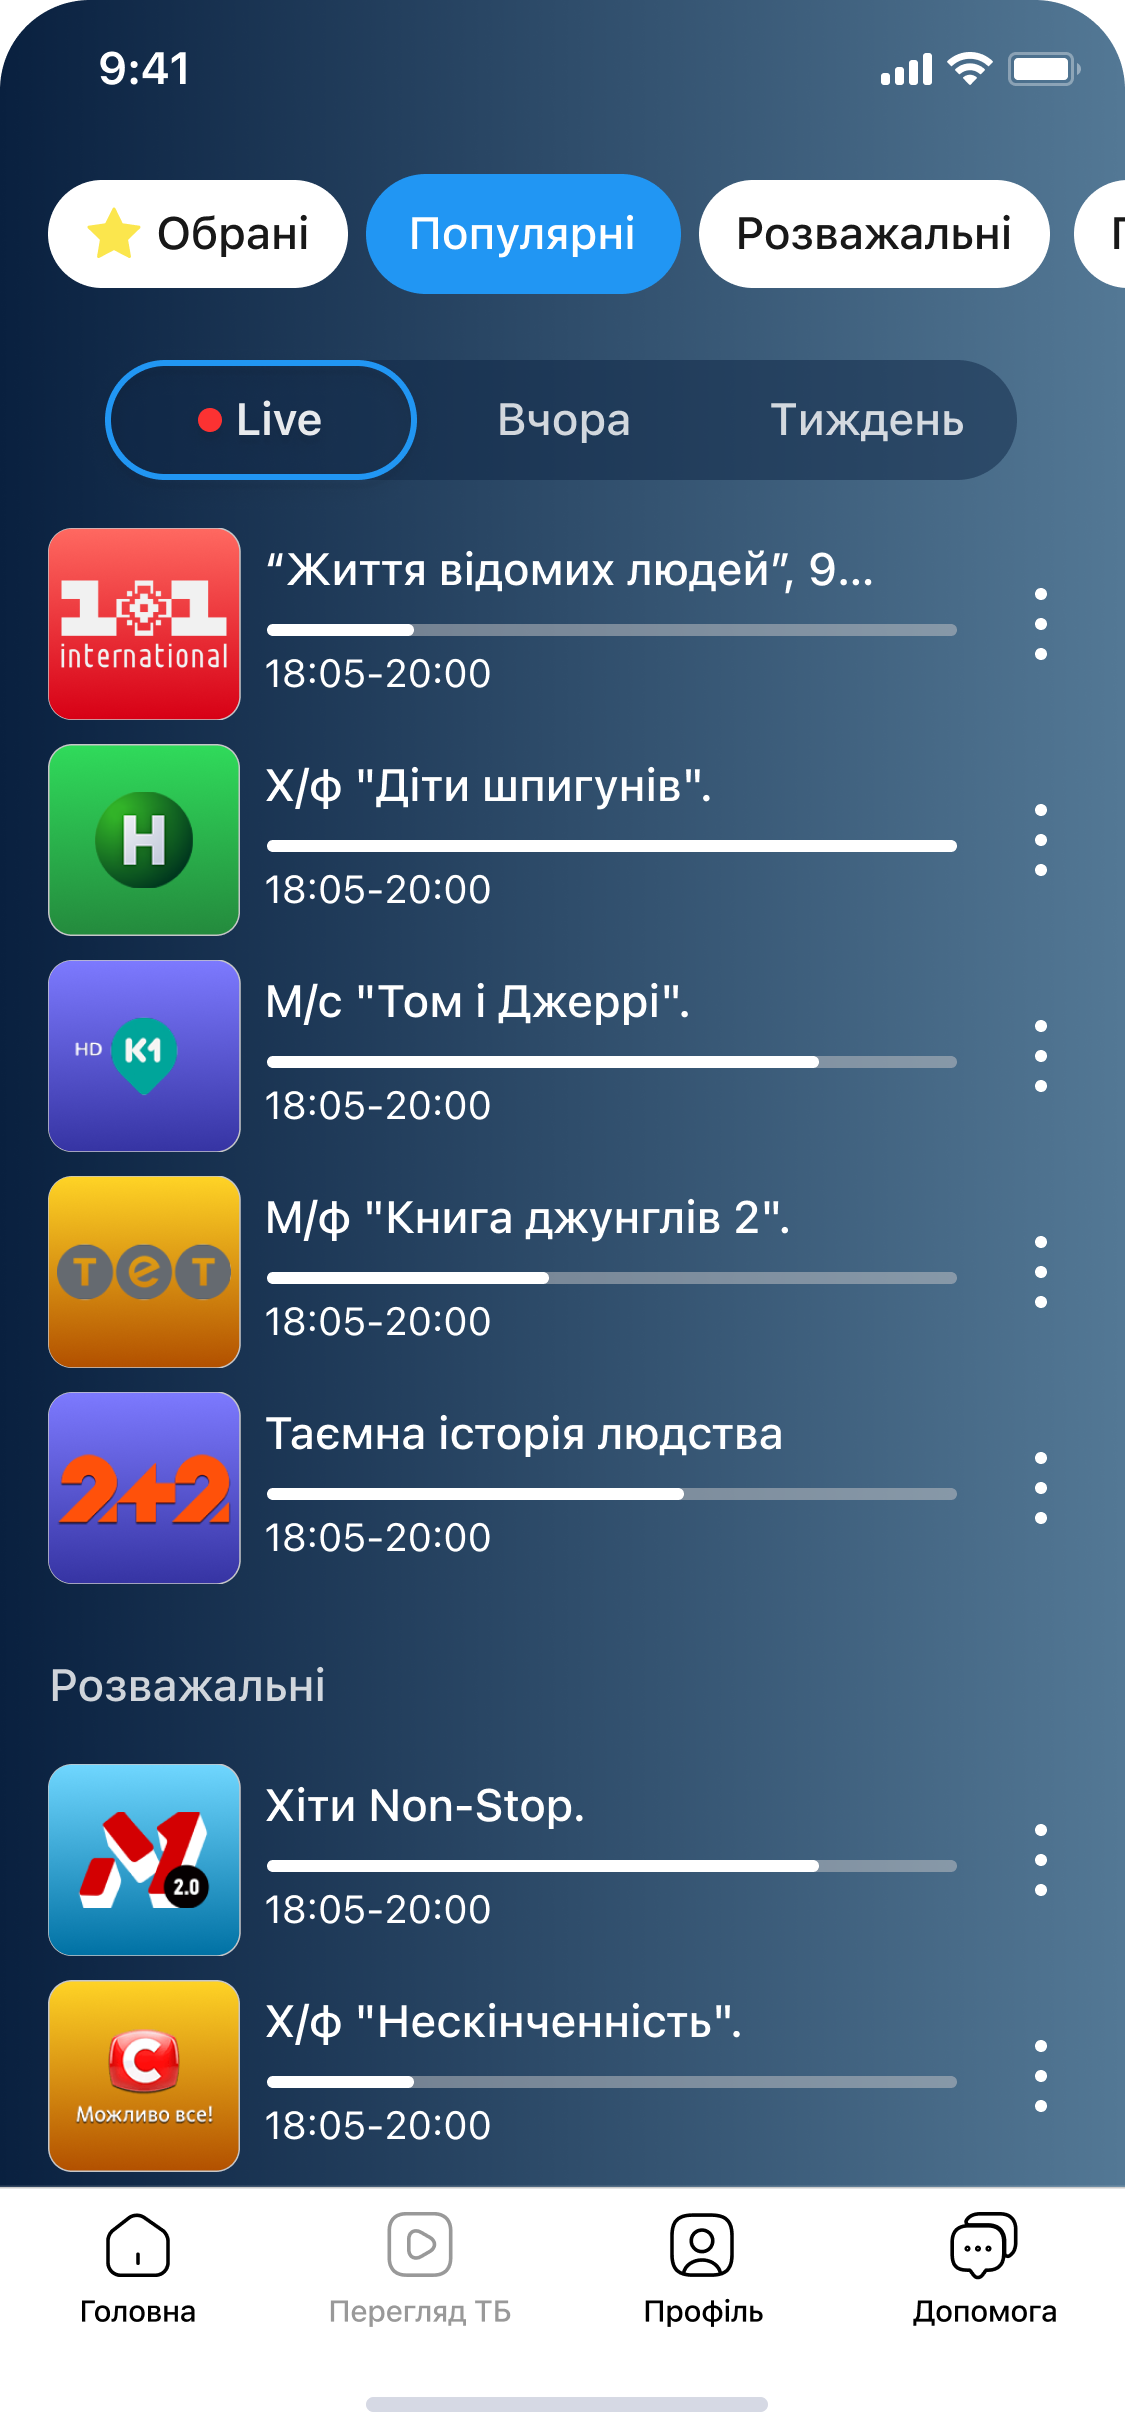 9:41
Обрані
Популярні
Розважальні
Live
Вчора
Тиждень
1+1
international
“Життя відомих людей”, 9...
18:05-20:00
Н
Х/ф "Діти шпигунів".
18:05-20:00
HD K1
М/с "Том і Джеррі".
18:05-20:00
тет
М/ф "Книга джунглів 2".
18:05-20:00
2+2
Таємна історія людства
18:05-20:00
Розважальні
M1
2.0
Хіти Non-Stop.
18:05-20:00
С
Можливо все!
Х/ф "Нескінченність".
18:05-20:00
Головна
Перегляд ТБ
Профіль
Допомога